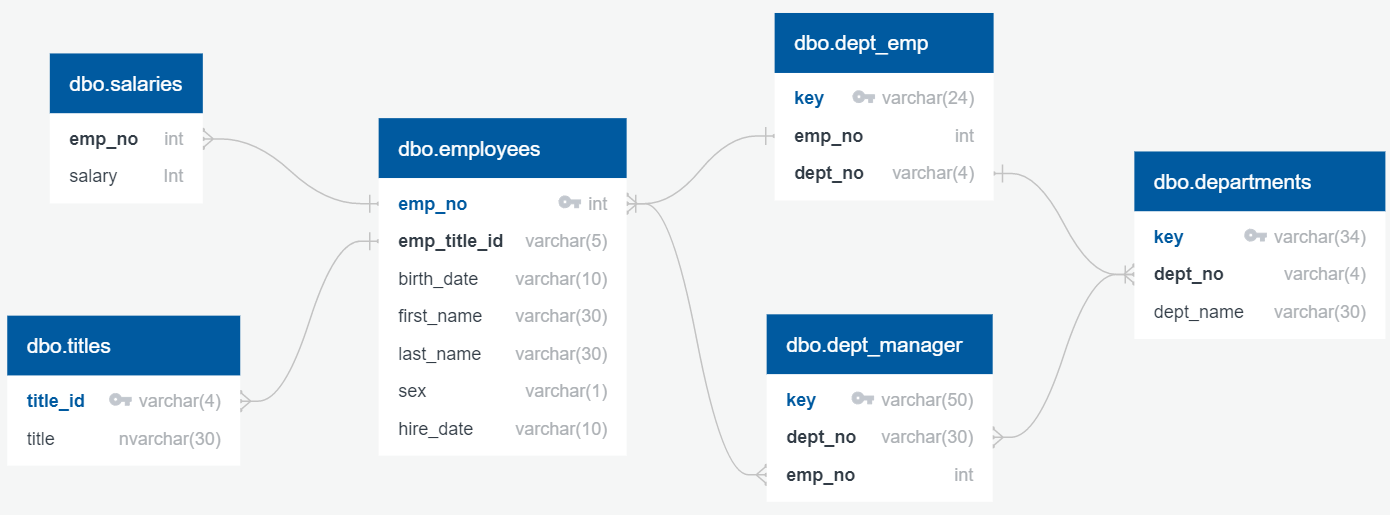 dbo.salaries
emp_no int
salary Int
dbo.titles
title_id varchar(4)
title nvarchar(30)
dbo.employees
emp_no int
emp_title_id varchar(5)
birth_date varchar(10)
first_name varchar(30)
last_name varchar(30)
sex varchar(1)
hire_date varchar(10)
dbo.dept_emp
key varchar(24)
emp_no int
dept_no varchar(4)
dbo.dept_manager
key varchar(50)
dept_no varchar(30)
emp_no int
dbo.departments
key varchar(34)
dept_no varchar(4)
dept_name varchar(30)